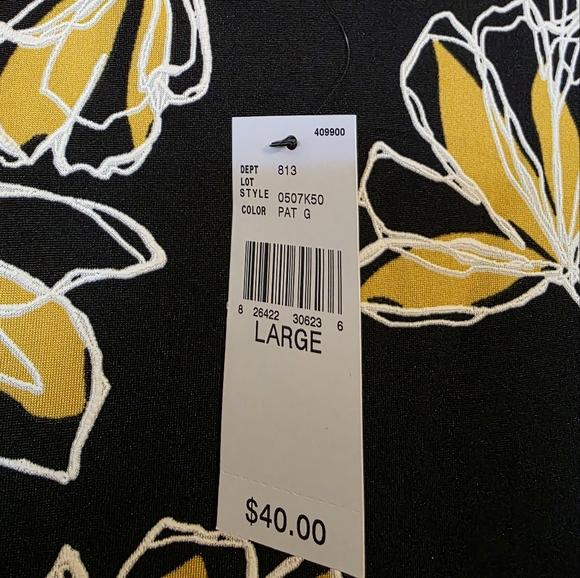 409900
DEPT 813
LOT
STYLE 0507K50
COLOR PAT G
8 26422 30623 6
LARGE
$40.00